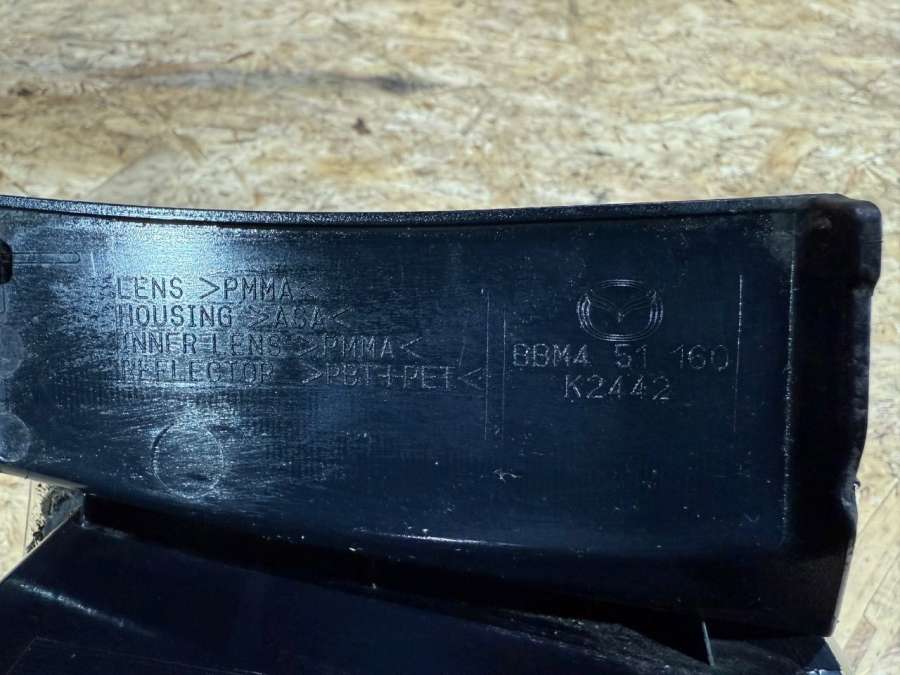 LENS >PMMA<
HOUSING >ASA<
INNER LENS >PMMA<
REFLECTOR >PBT+PET<
BBM4 51 160
K2442